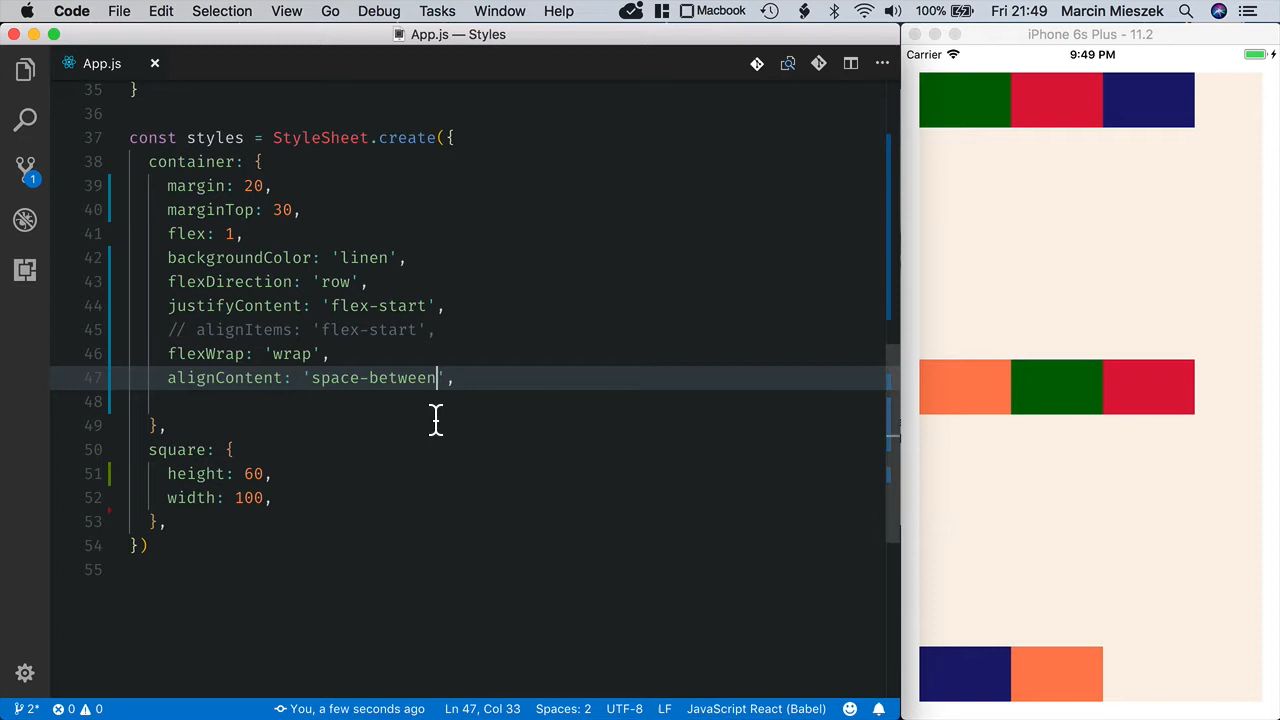 Code File Edit Selection View Go Debug Tasks Window Help Macbook 100% Fri 21:49 Marcin Mieszek
App.js — Styles
iPhone 6s Plus - 11.2
App.js
Carrier 9:49 PM
35 }
36
37 const styles = StyleSheet.create({
38 container: {
39 margin: 20,
40 marginTop: 30,
41 flex: 1,
42 backgroundColor: 'linen',
43 flexDirection: 'row',
44 justifyContent: 'flex-start',
45 // alignItems: 'flex-start',
46 flexWrap: 'wrap',
47 alignContent: 'space-between',
48
49 },
50 square: {
51 height: 60,
52 width: 100,
53 },
54 })
55
1
2* 0 0 You, a few seconds ago Ln 47, Col 33 Spaces: 2 UTF-8 LF JavaScript React (Babel)